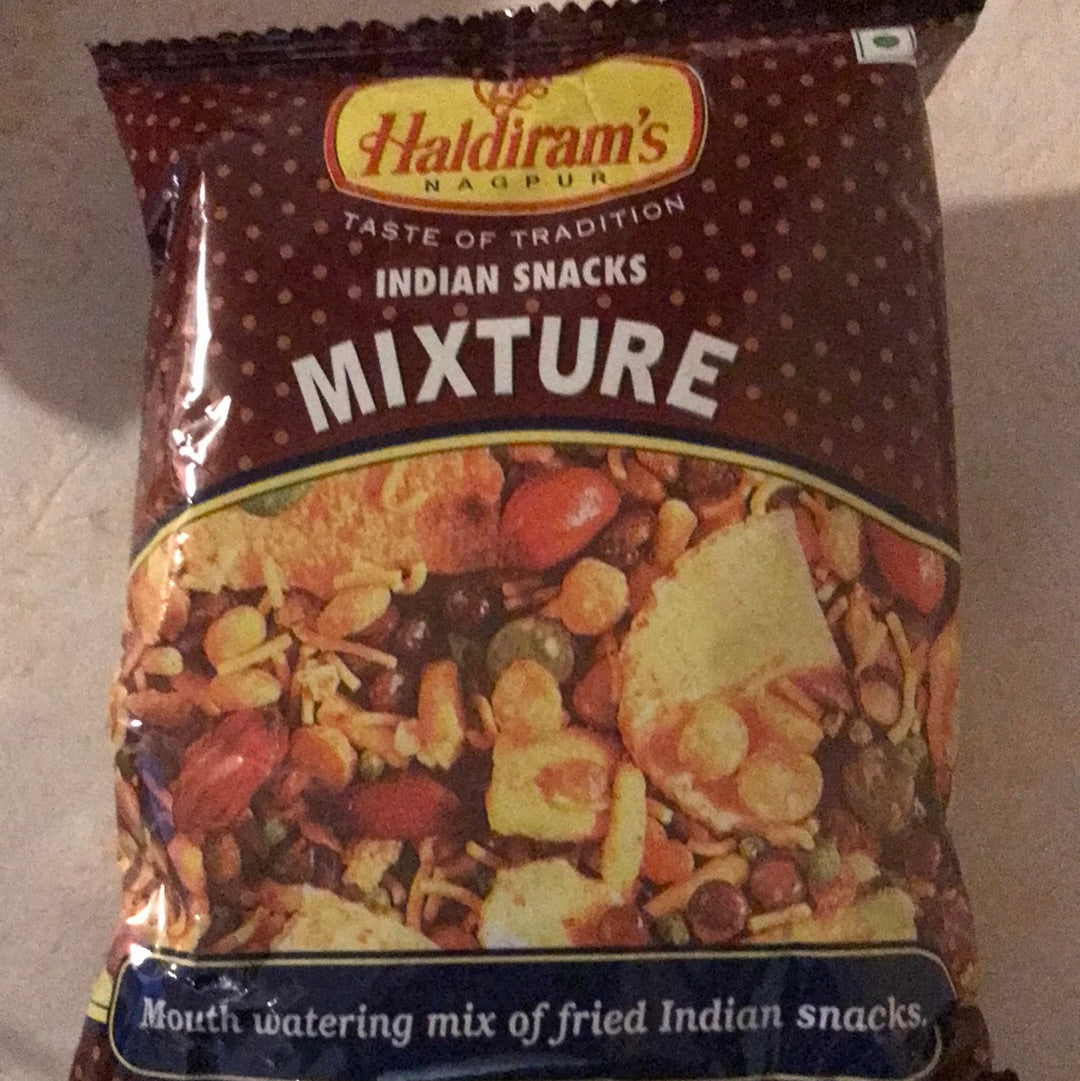 Haldiram's
NAGPUR
TASTE OF TRADITION
INDIAN SNACKS
MIXTURE
Mouth watering mix of fried Indian snacks.